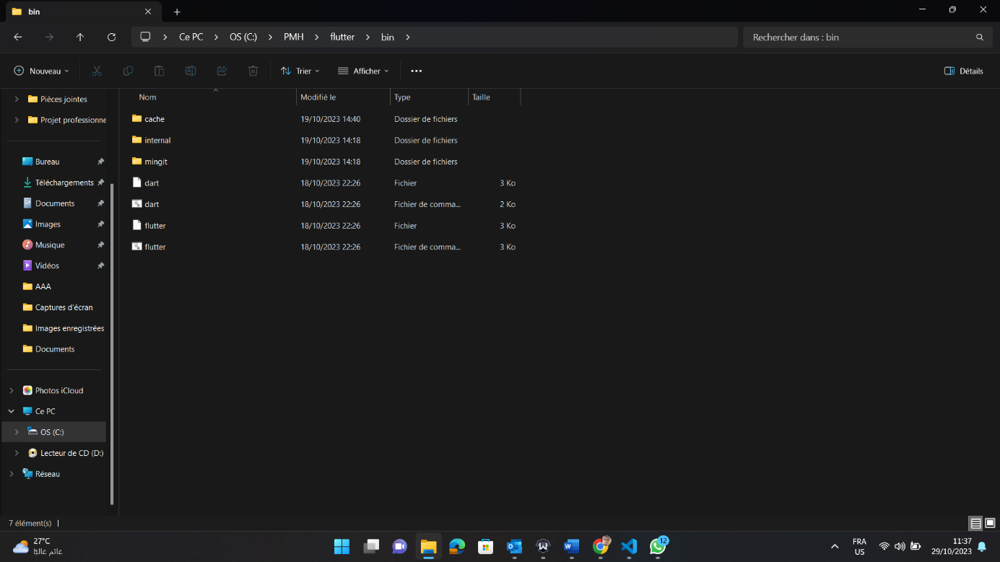 bin
Ce PC
OS (C:)
PMH
flutter
bin
Rechercher dans : bin
Nouveau
Trier
Afficher
Détails
Pièces jointes
Projet professionne
Bureau
Téléchargements
Documents
Images
Musique
Vidéos
AAA
Captures d'écran
Images enregistrées
Documents
Photos iCloud
Ce PC
OS (C:)
Lecteur de CD (D:)
Réseau
Nom Modifié le Type Taille
cache 19/10/2023 14:40 Dossier de fichiers
internal 19/10/2023 14:18 Dossier de fichiers
mingit 19/10/2023 14:18 Dossier de fichiers
dart 18/10/2023 22:26 Fichier 3 Ko
dart 18/10/2023 22:26 Fichier de comma... 2 Ko
flutter 18/10/2023 22:26 Fichier 3 Ko
flutter 18/10/2023 22:26 Fichier de comma... 3 Ko
7 élément(s)
27°C
غائم غالبًا
12
FRA
US
11:37
29/10/2023